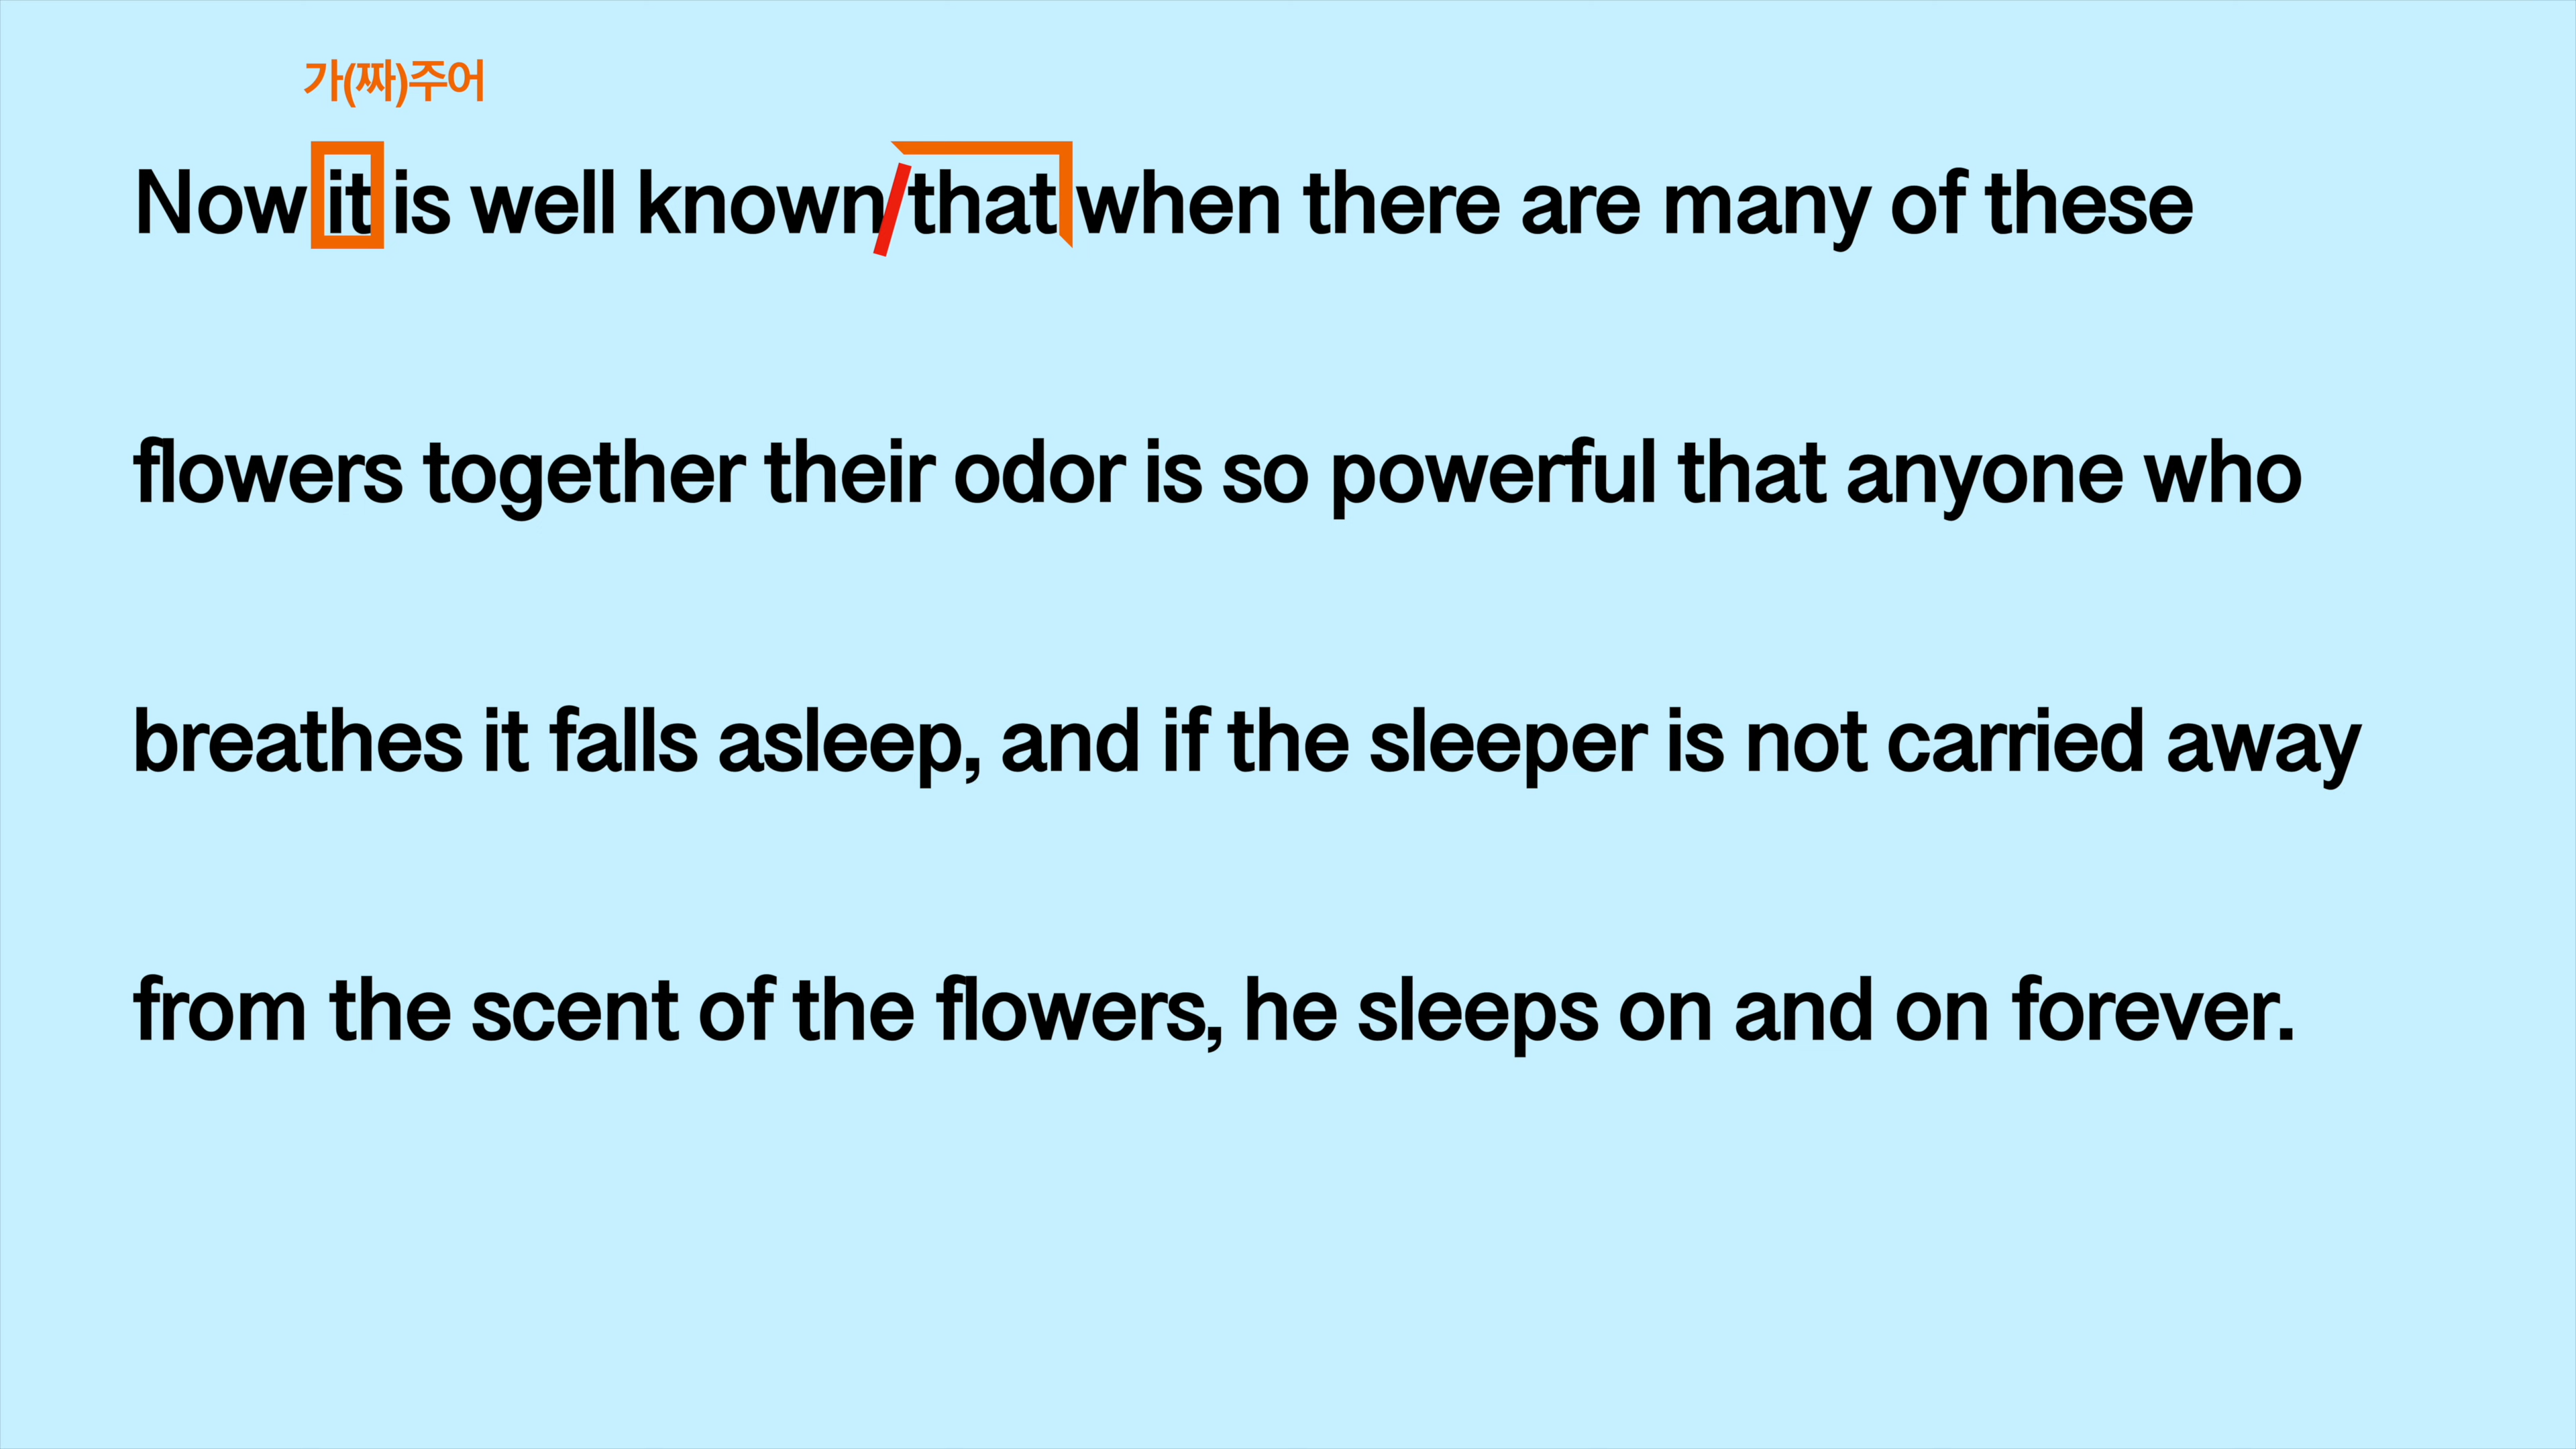 가(짜)주어
Now it is well known/that when there are many of these
flowers together their odor is so powerful that anyone who
breathes it falls asleep, and if the sleeper is not carried away
from the scent of the flowers, he sleeps on and on forever.